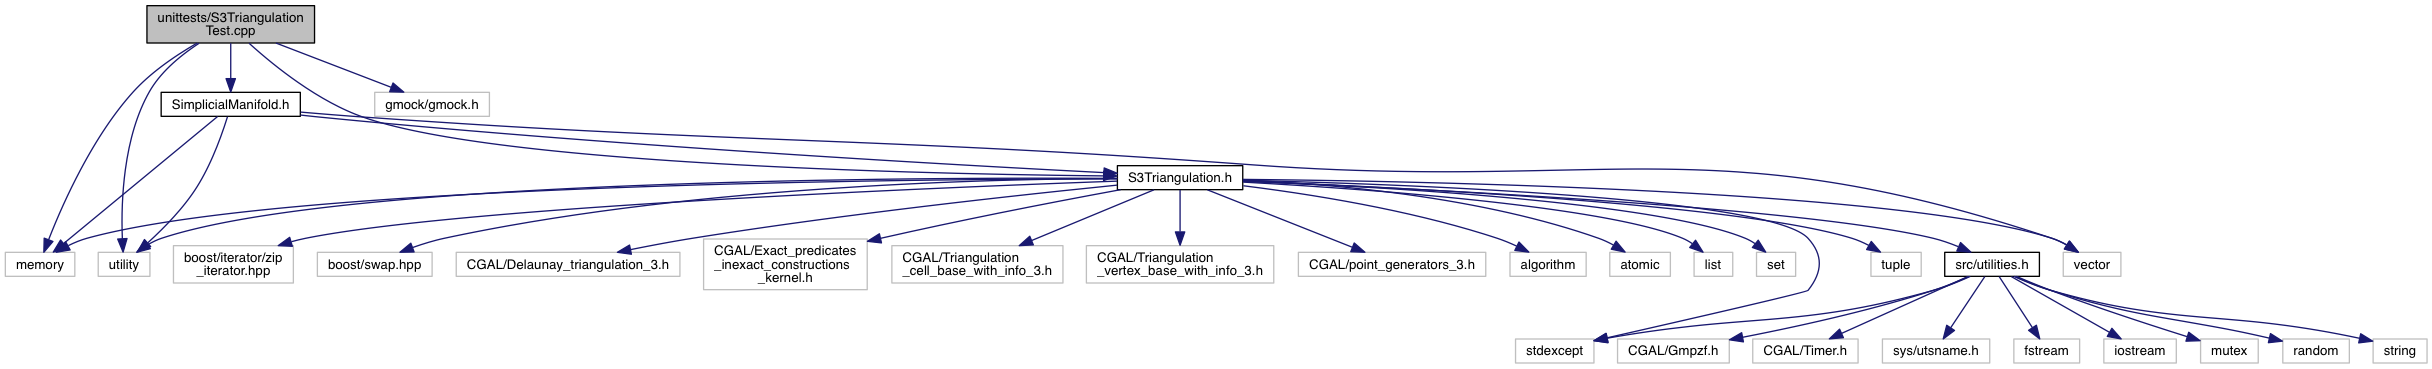 unittests/S3Triangulation
Test.cpp
SimplicialManifold.h
gmock/gmock.h
S3Triangulation.h
memory
utility
boost/iterator/zip
_iterator.hpp
boost/swap.hpp
CGAL/Delaunay_triangulation_3.h
CGAL/Exact_predicates
_inexact_constructions
_kernel.h
CGAL/Triangulation
_cell_base_with_info_3.h
CGAL/Triangulation
_vertex_base_with_info_3.h
CGAL/point_generators_3.h
algorithm
atomic
list
set
tuple
src/utilities.h
vector
stdexcept
CGAL/Gmpzf.h
CGAL/Timer.h
sys/utsname.h
fstream
iostream
mutex
random
string